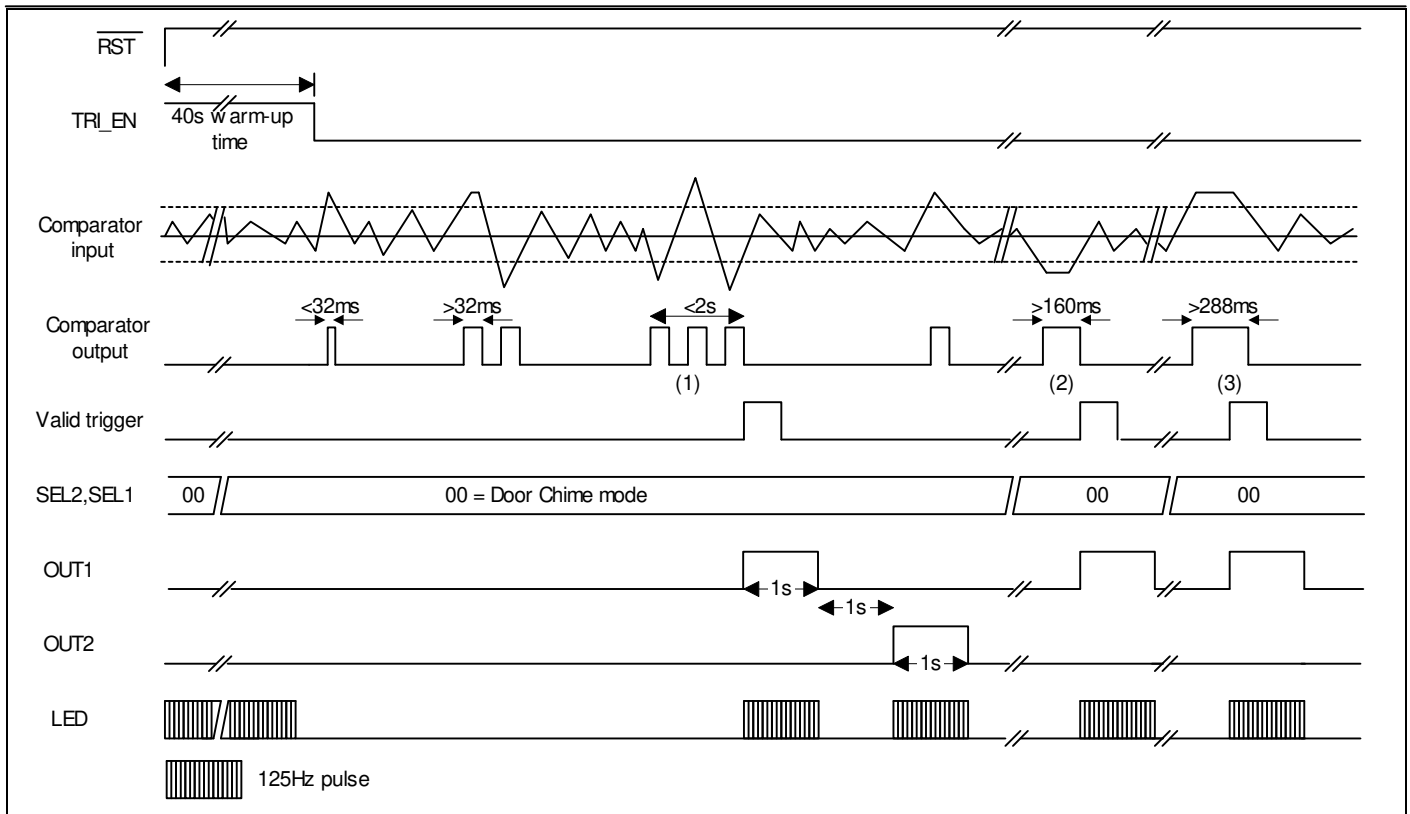 RST
TRI_EN
40s warm-up
time
Comparator
input
Comparator
output
<32ms
>32ms
<2s
>160ms
>288ms
(1)
(2)
(3)
Valid trigger
SEL2,SEL1
00
00 = Door Chime mode
00
00
OUT1
1s
1s
OUT2
1s
LED
125Hz pulse